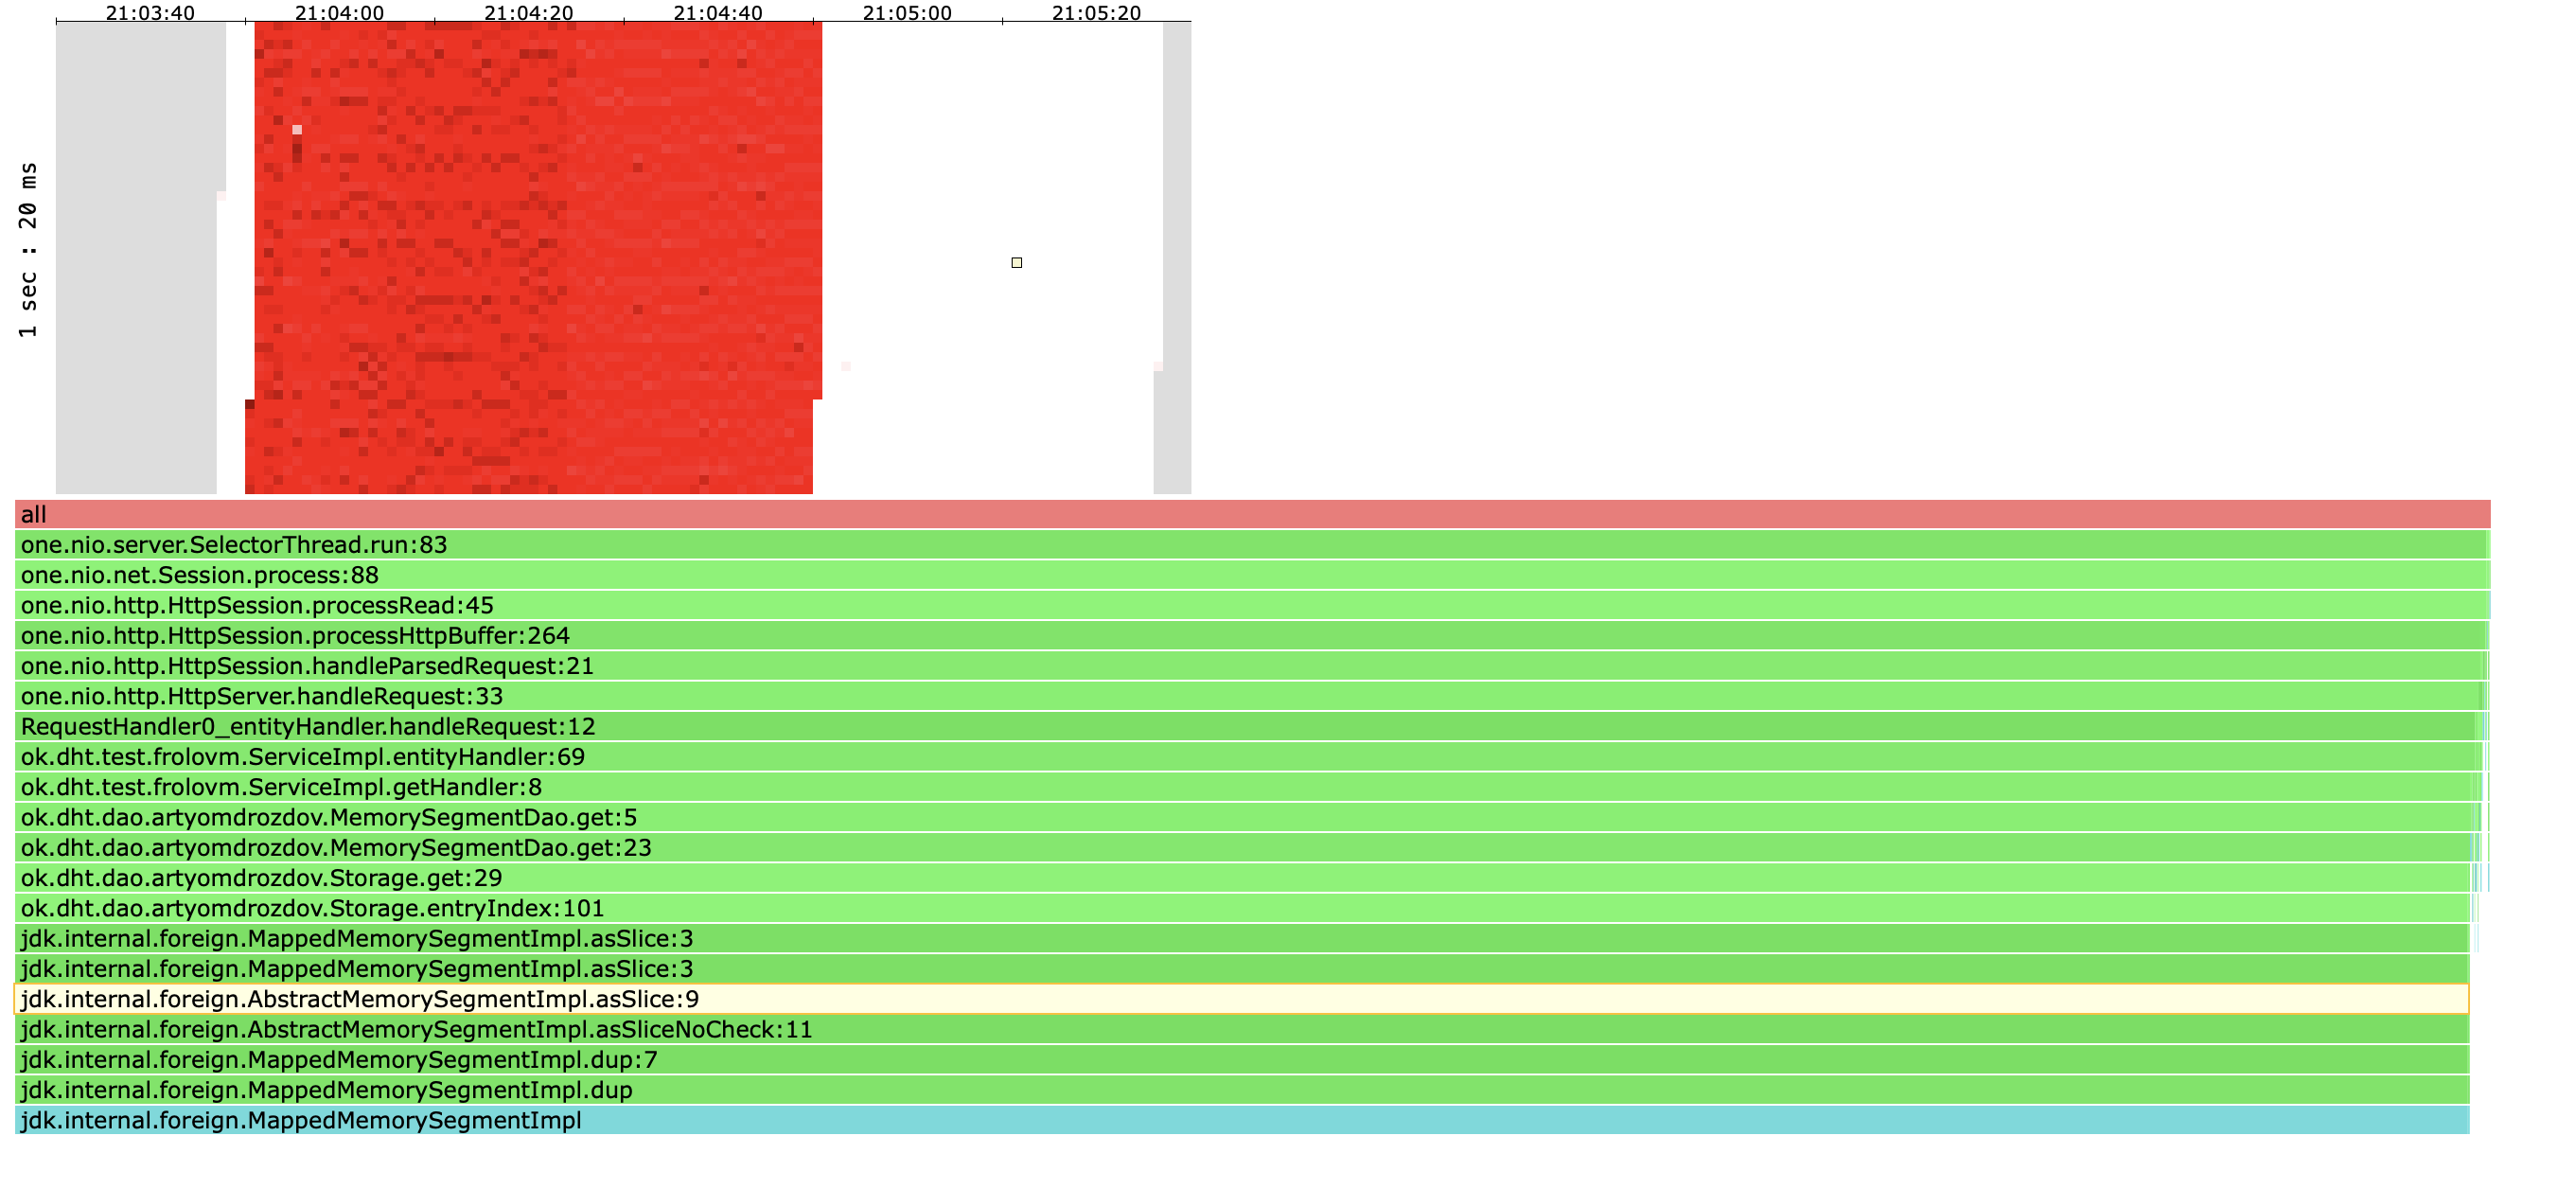 21:03:40 21:04:00 21:04:20 21:04:40 21:05:00 21:05:20
1 sec : 20 ms
all
one.nio.server.SelectorThread.run:83
one.nio.net.Session.process:88
one.nio.http.HttpSession.processRead:45
one.nio.http.HttpSession.processHttpBuffer:264
one.nio.http.HttpSession.handleParsedRequest:21
one.nio.http.HttpServer.handleRequest:33
RequestHandler0_entityHandler.handleRequest:12
ok.dht.test.frolovm.ServiceImpl.entityHandler:69
ok.dht.test.frolovm.ServiceImpl.getHandler:8
ok.dht.dao.artyomdrozdov.MemorySegmentDao.get:5
ok.dht.dao.artyomdrozdov.MemorySegmentDao.get:23
ok.dht.dao.artyomdrozdov.Storage.get:29
ok.dht.dao.artyomdrozdov.Storage.entryIndex:101
jdk.internal.foreign.MappedMemorySegmentImpl.asSlice:3
jdk.internal.foreign.MappedMemorySegmentImpl.asSlice:3
jdk.internal.foreign.AbstractMemorySegmentImpl.asSlice:9
jdk.internal.foreign.AbstractMemorySegmentImpl.asSliceNoCheck:11
jdk.internal.foreign.MappedMemorySegmentImpl.dup:7
jdk.internal.foreign.MappedMemorySegmentImpl.dup
jdk.internal.foreign.MappedMemorySegmentImpl